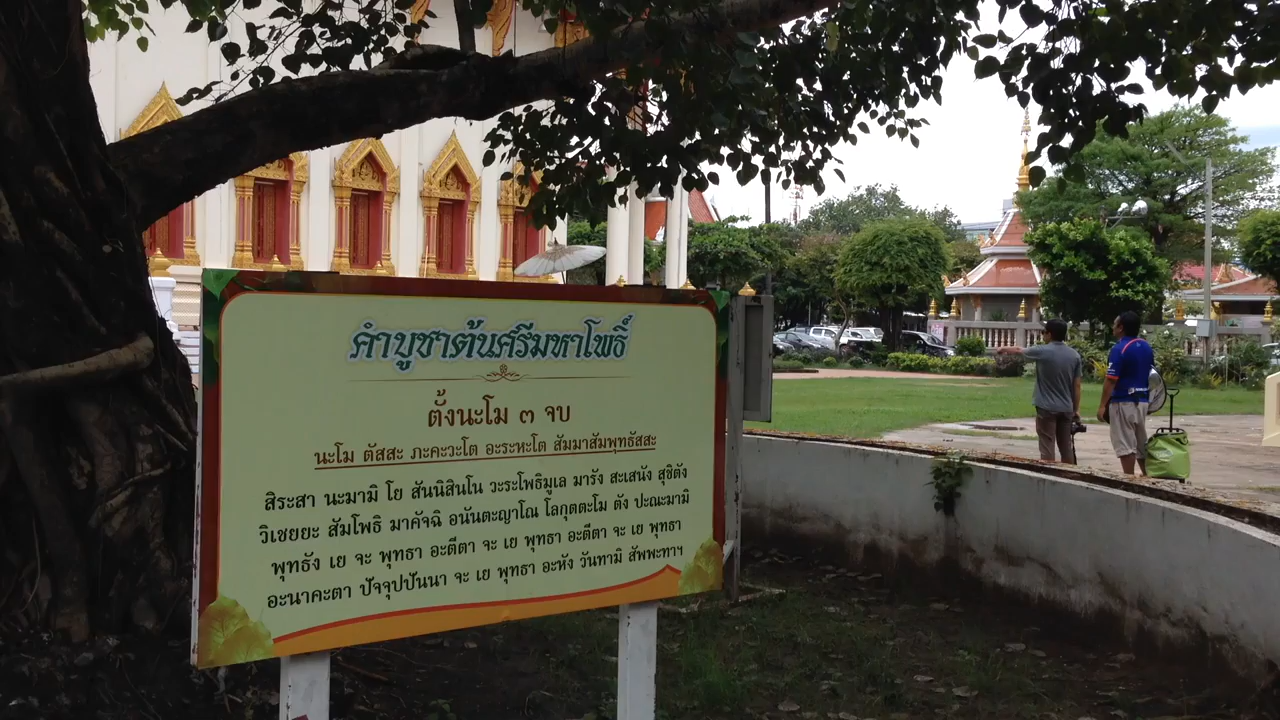 คำบูชาต้นศรีมหาโพธิ์
ตั้งนะโม ๓ จบ
นะโม ตัสสะ ภะคะวะโต อะระหะโต สัมมาสัมพุทธัสสะ
สิระสา นะมามิ โย สันนิสินโน วะระโพธิมูเล มารัง สะเสนัง สุชิตัง
วิเชยยะ สัมโพธิ มาคัจฉิ อนันตะญาโณ โลกุตตะโม ตัง ปะณะมามิ
พุทธัง เย จะ พุทธา อะตีตา จะ เย พุทธา อะตีตา จะ เย พุทธา
อะนาคะตา ปัจจุปปันนา จะ เย พุทธา อะหัง วันทามิ สัพพะทาฯ